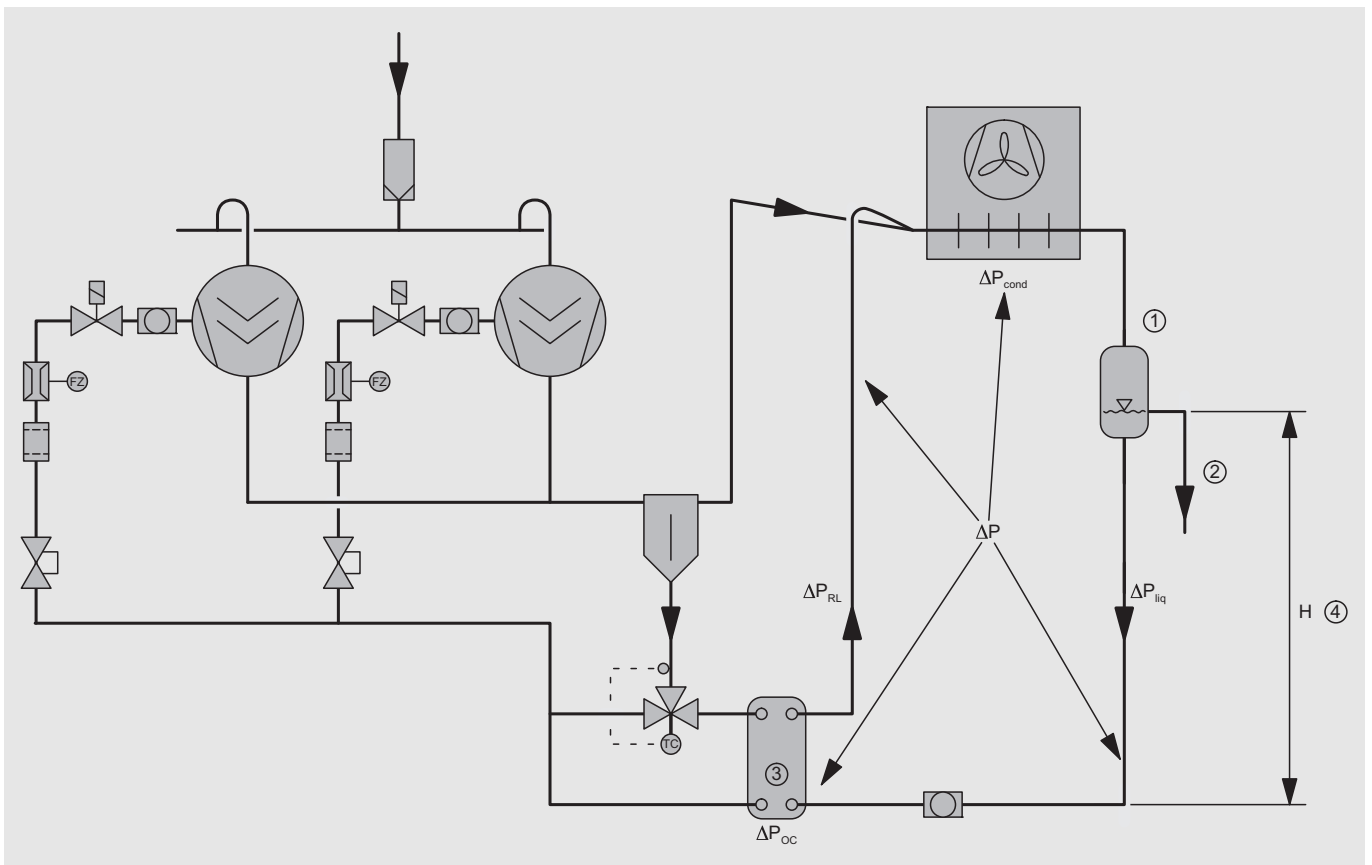 ΔPcond
①
FZ
FZ
②
ΔP
ΔPRL
ΔPliq
H ④
TC
③
ΔPOC